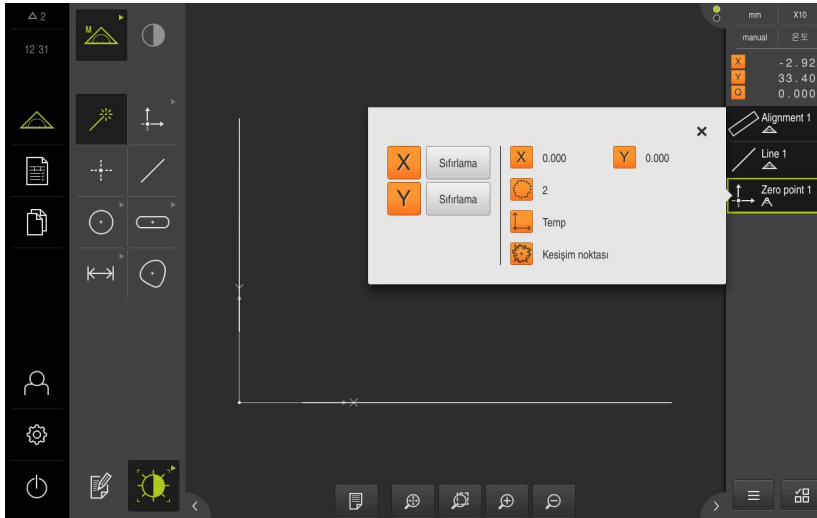 2
mm X10
12 31
M
manual 온도
X -2.92
Y 33.40
Q 0.000
Alignment 1
Line 1
Zero point 1
X Sıfırlama
Y Sıfırlama
X 0.000 Y 0.000
2
Temp
Kesişim noktası